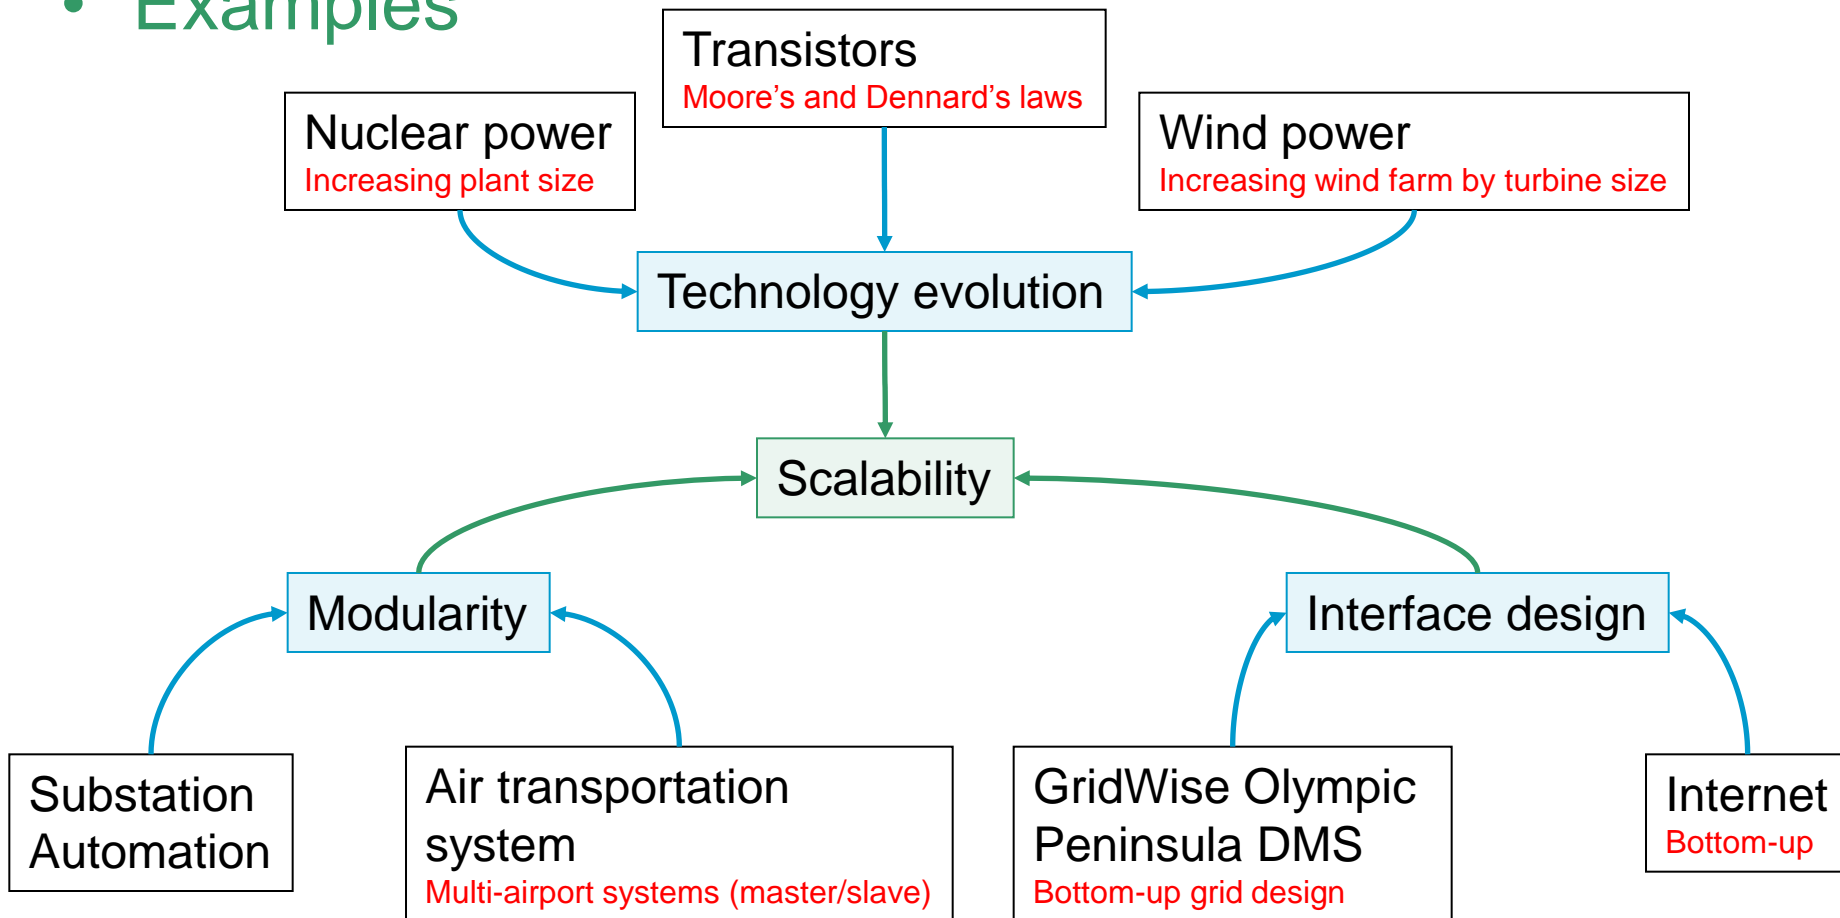 • Examples
Transistors
Moore's and Dennard's laws
Nuclear power
Increasing plant size
Wind power
Increasing wind farm by turbine size
Technology evolution
Scalability
Modularity
Interface design
Substation
Automation
Air transportation
system
Multi-airport systems (master/slave)
GridWise Olympic
Peninsula DMS
Bottom-up grid design
Internet
Bottom-up